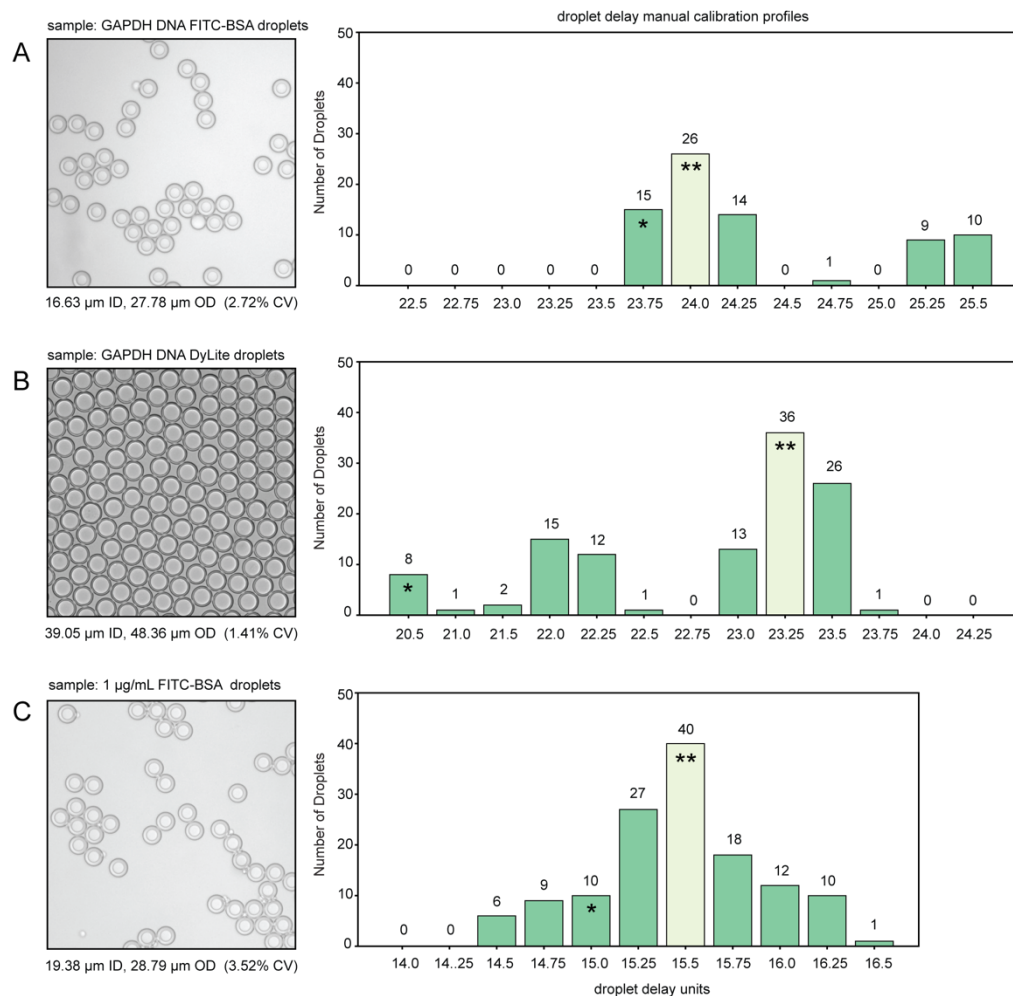 sample: GAPDH DNA FITC-BSA droplets
droplet delay manual calibration profiles
A
16.63 µm ID, 27.78 µm OD (2.72% CV)
Number of Droplets
50
40
30
20
10
0
0 0 0 0 0 15 26 14 0 1 0 9 10
* **
22.5 22.75 23.0 23.25 23.5 23.75 24.0 24.25 24.5 24.75 25.0 25.25 25.5
sample: GAPDH DNA DyLite droplets
B
39.05 µm ID, 48.36 µm OD (1.41% CV)
Number of Droplets
50
40
30
20
10
0
8 1 2 15 12 1 0 13 36 26 1 0 0
* **
20.5 21.0 21.5 22.0 22.25 22.5 22.75 23.0 23.25 23.5 23.75 24.0 24.25
sample: 1 µg/mL FITC-BSA droplets
C
19.38 µm ID, 28.79 µm OD (3.52% CV)
Number of Droplets
50
40
30
20
10
0
0 0 6 9 10 27 40 18 12 10 1
* **
14.0 14..25 14.5 14.75 15.0 15.25 15.5 15.75 16.0 16.25 16.5
droplet delay units